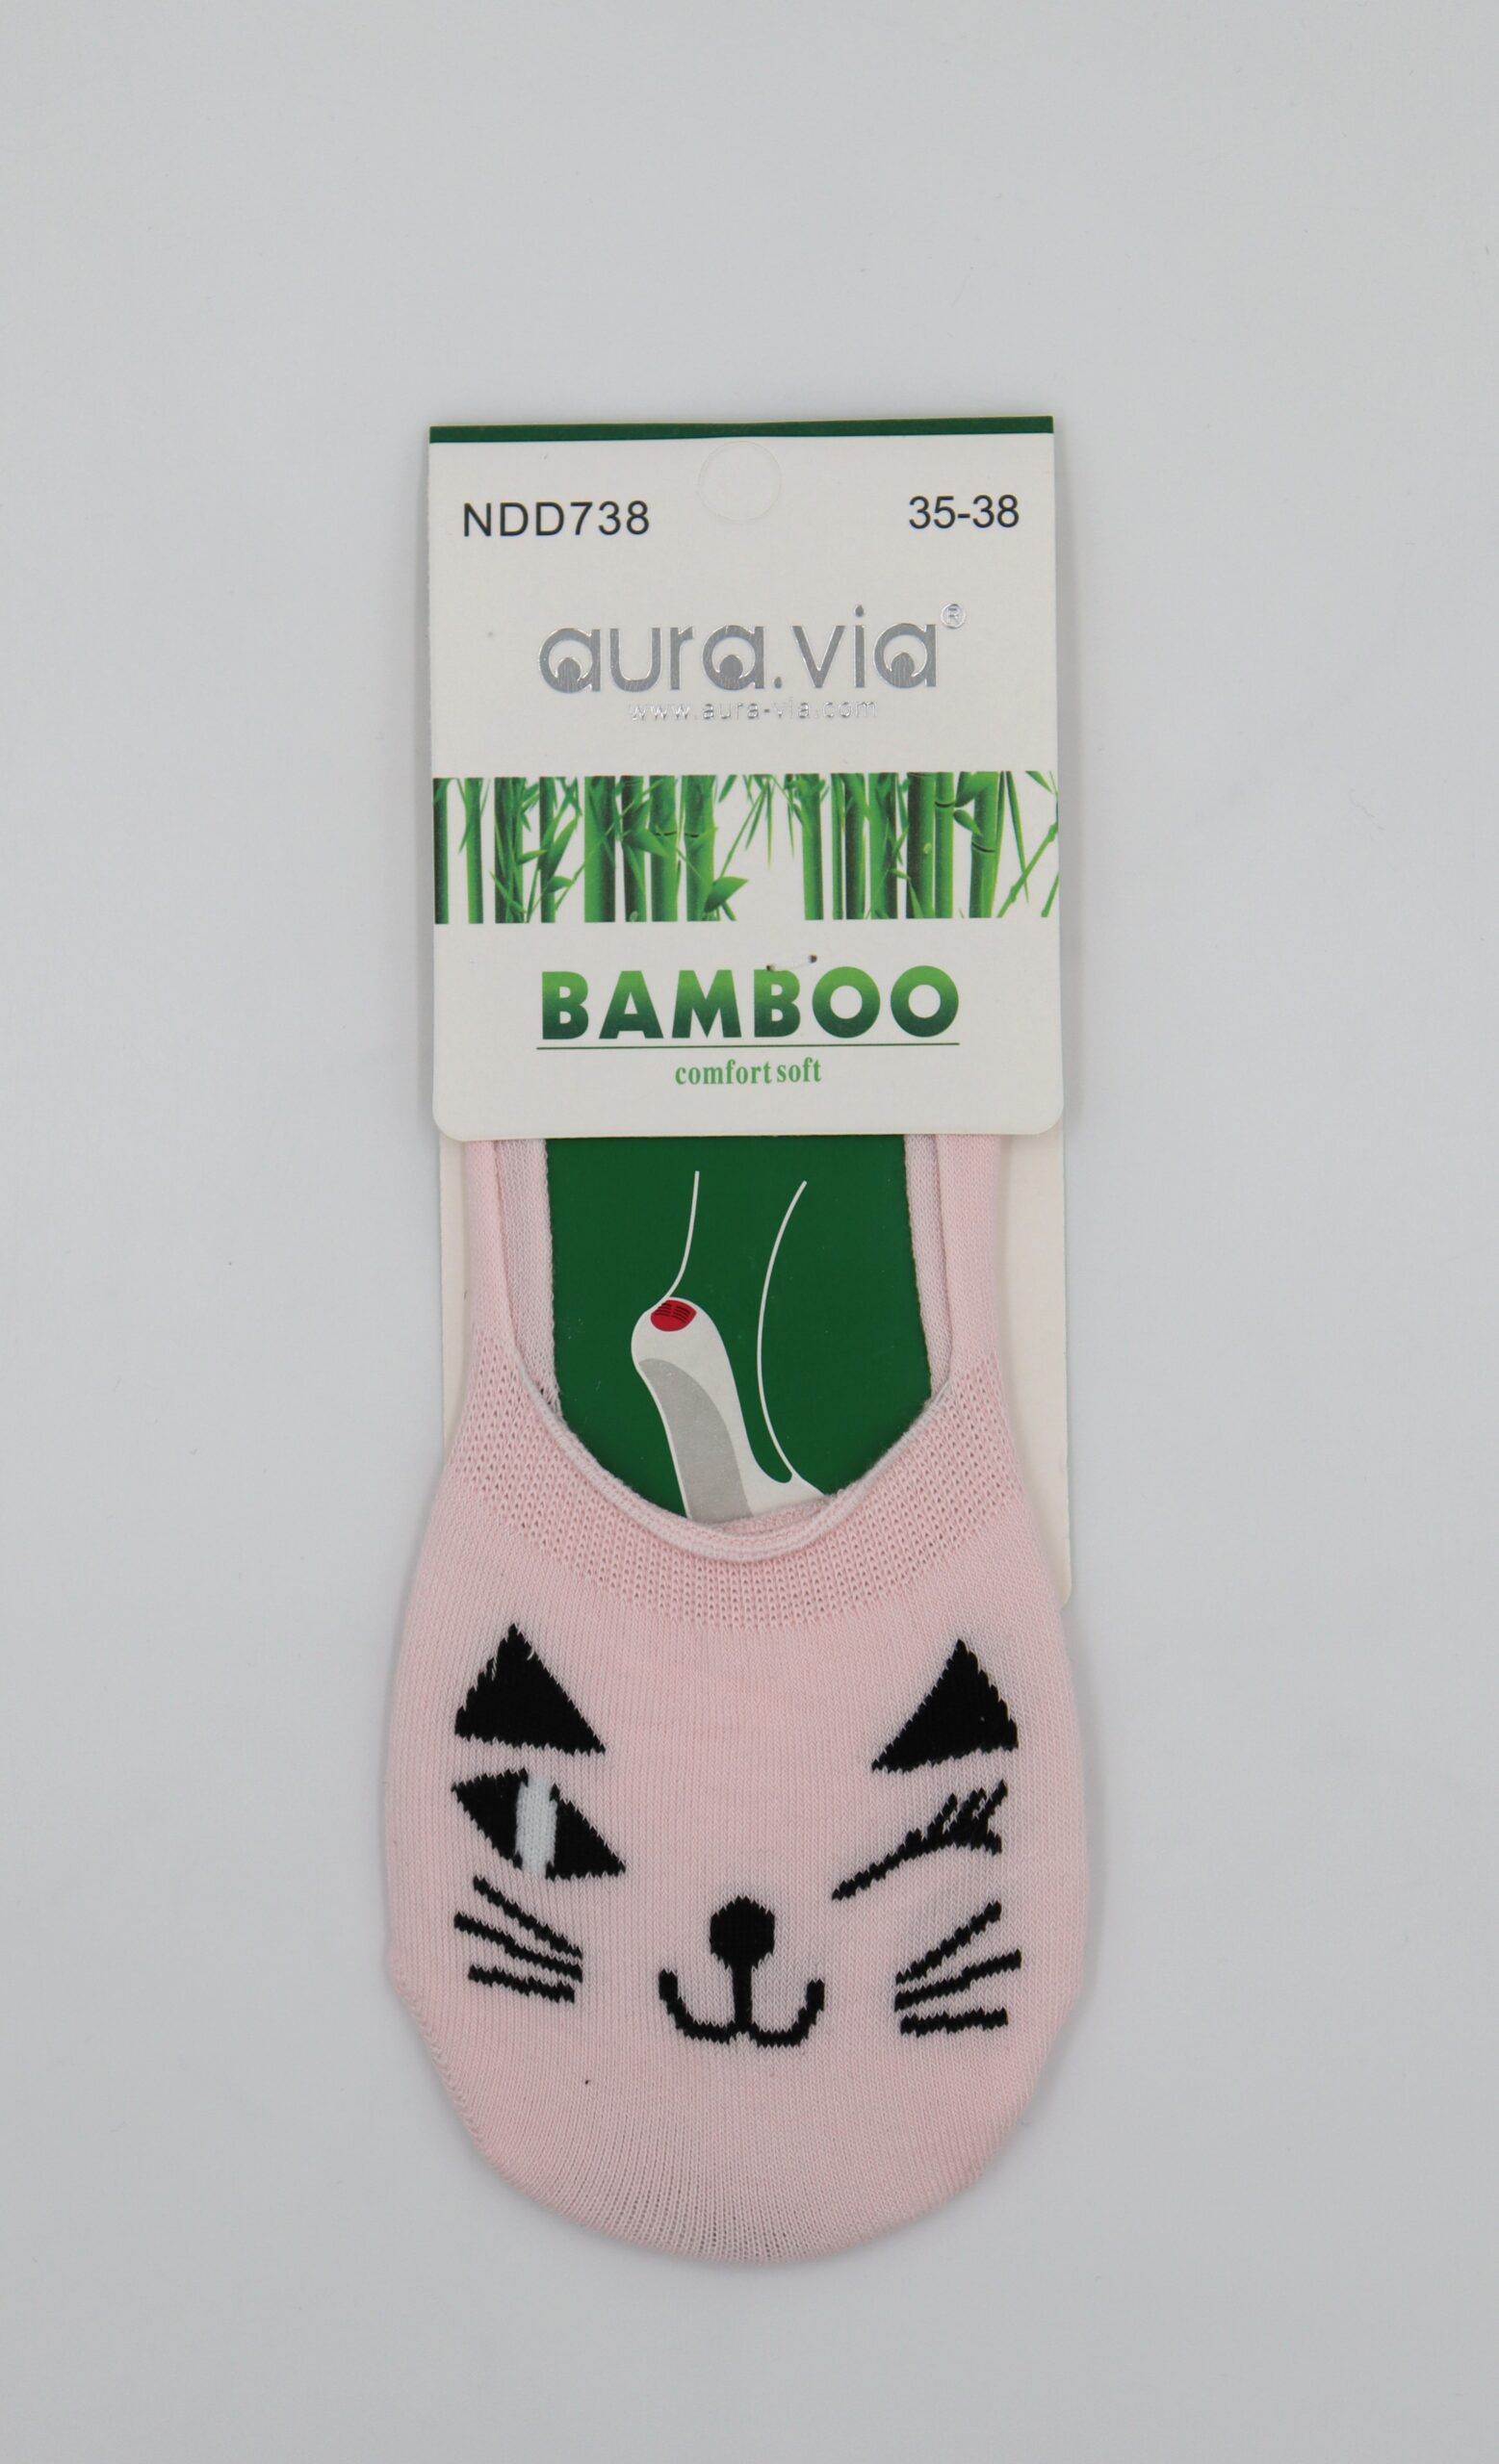 NDD738 35-38
aura.via®
www.aura-via.com
BAMBOO
comfort soft